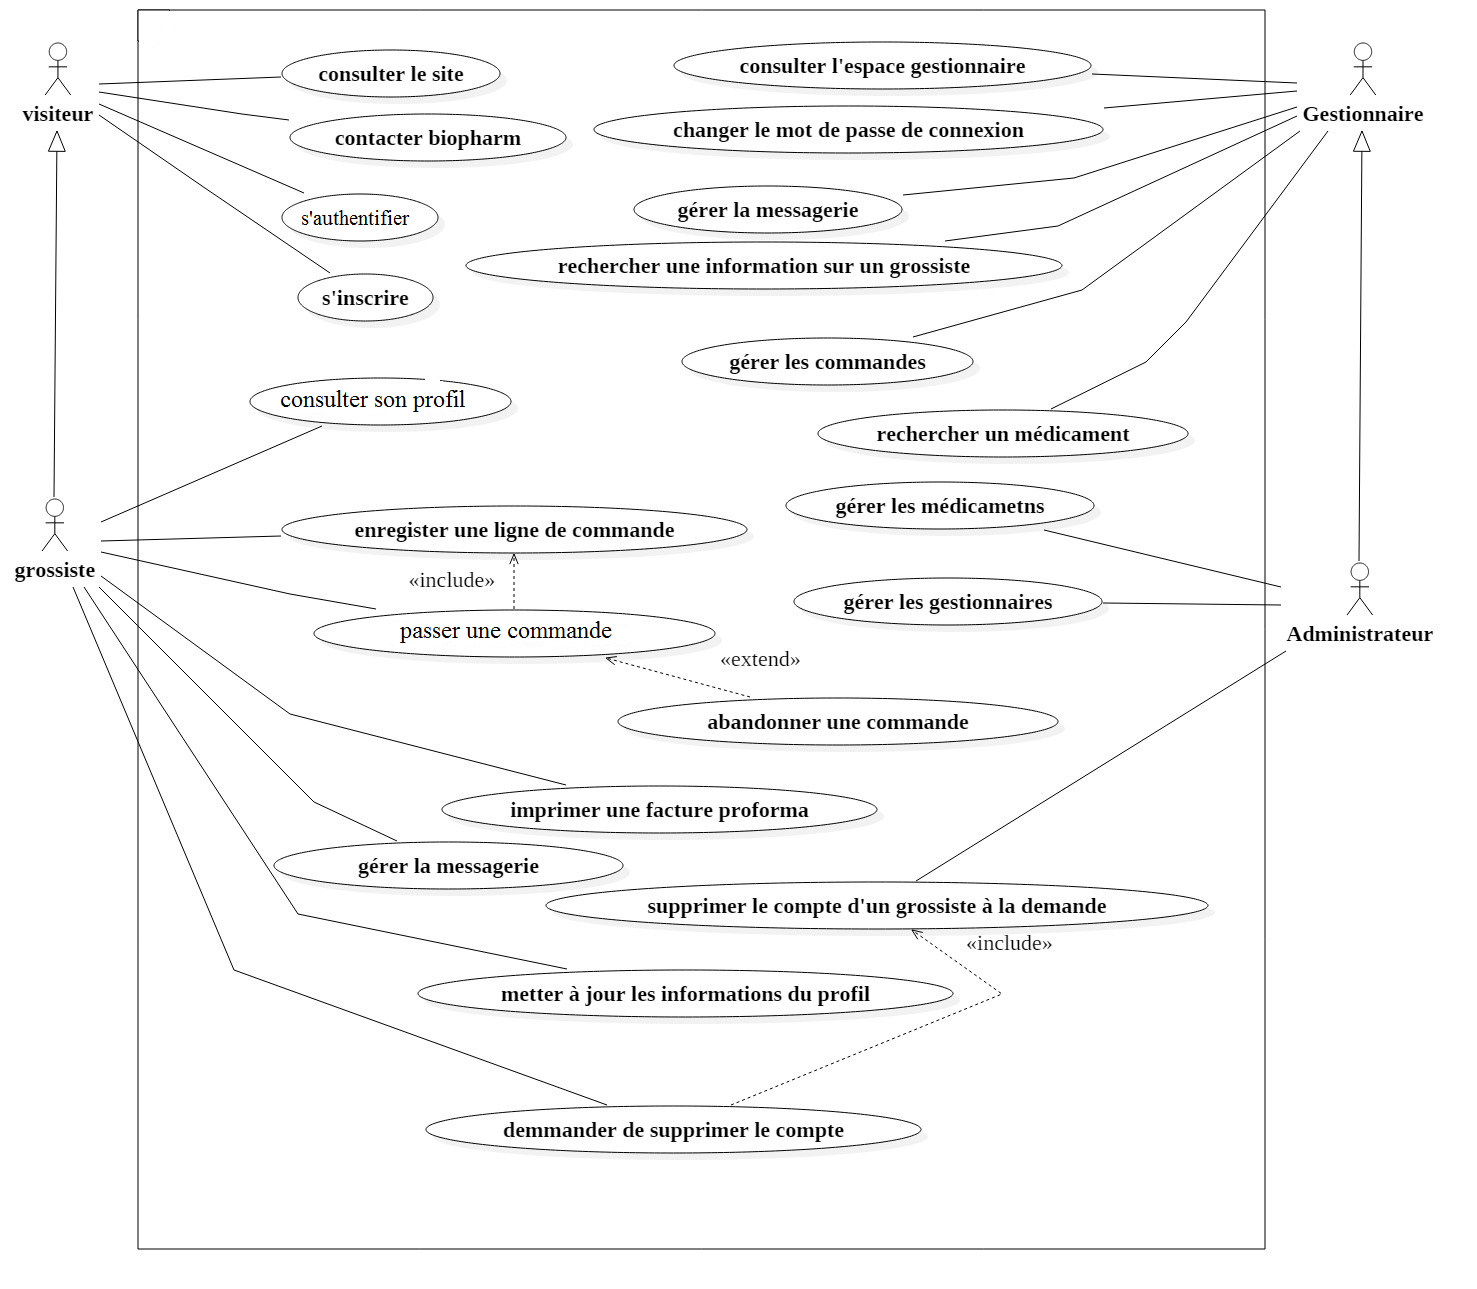 visiteur
consulter le site
contacter biopharm
s'authentifier
s'inscrire
consulter l'espace gestionnaire
changer le mot de passe de connexion
gérer la messagerie
rechercher une information sur un grossiste
gérer les commandes
rechercher un médicament
Gestionnaire
consulter son profil
grossiste
enregister une ligne de commande
«include»
passer une commande
«extend»
abandonner une commande
gérer les médicametns
gérer les gestionnaires
Administrateur
imprimer une facture proforma
gérer la messagerie
supprimer le compte d'un grossiste à la demande
«include»
metter à jour les informations du profil
demmander de supprimer le compte